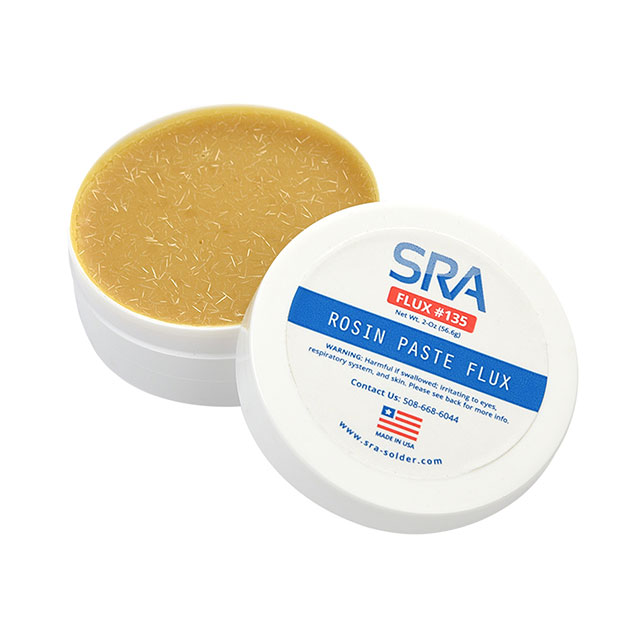 SRA
FLUX #135
Net Wt. 2-Oz (56.6g)
ROSIN PASTE FLUX
WARNING: Harmful if swallowed; irritating to eyes,
respiratory system, and skin. Please see back for more info.
Contact Us: 508-668-6044
MADE IN USA
www.sra-solder.com